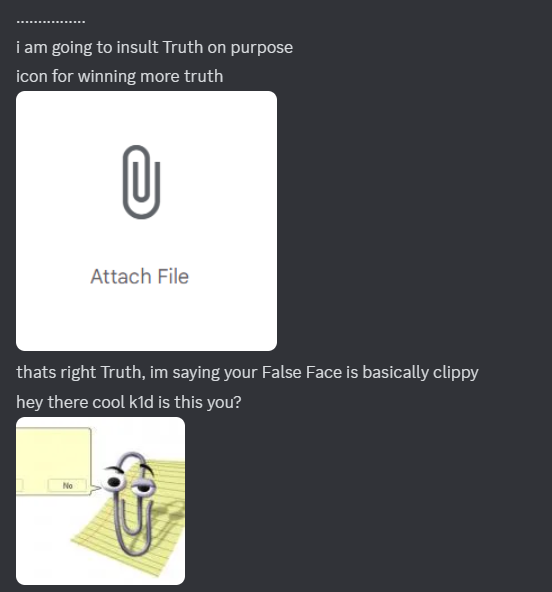 ................
i am going to insult Truth on purpose
icon for winning more truth
Attach File
thats right Truth, im saying your False Face is basically clippy
hey there cool k1d is this you?
No